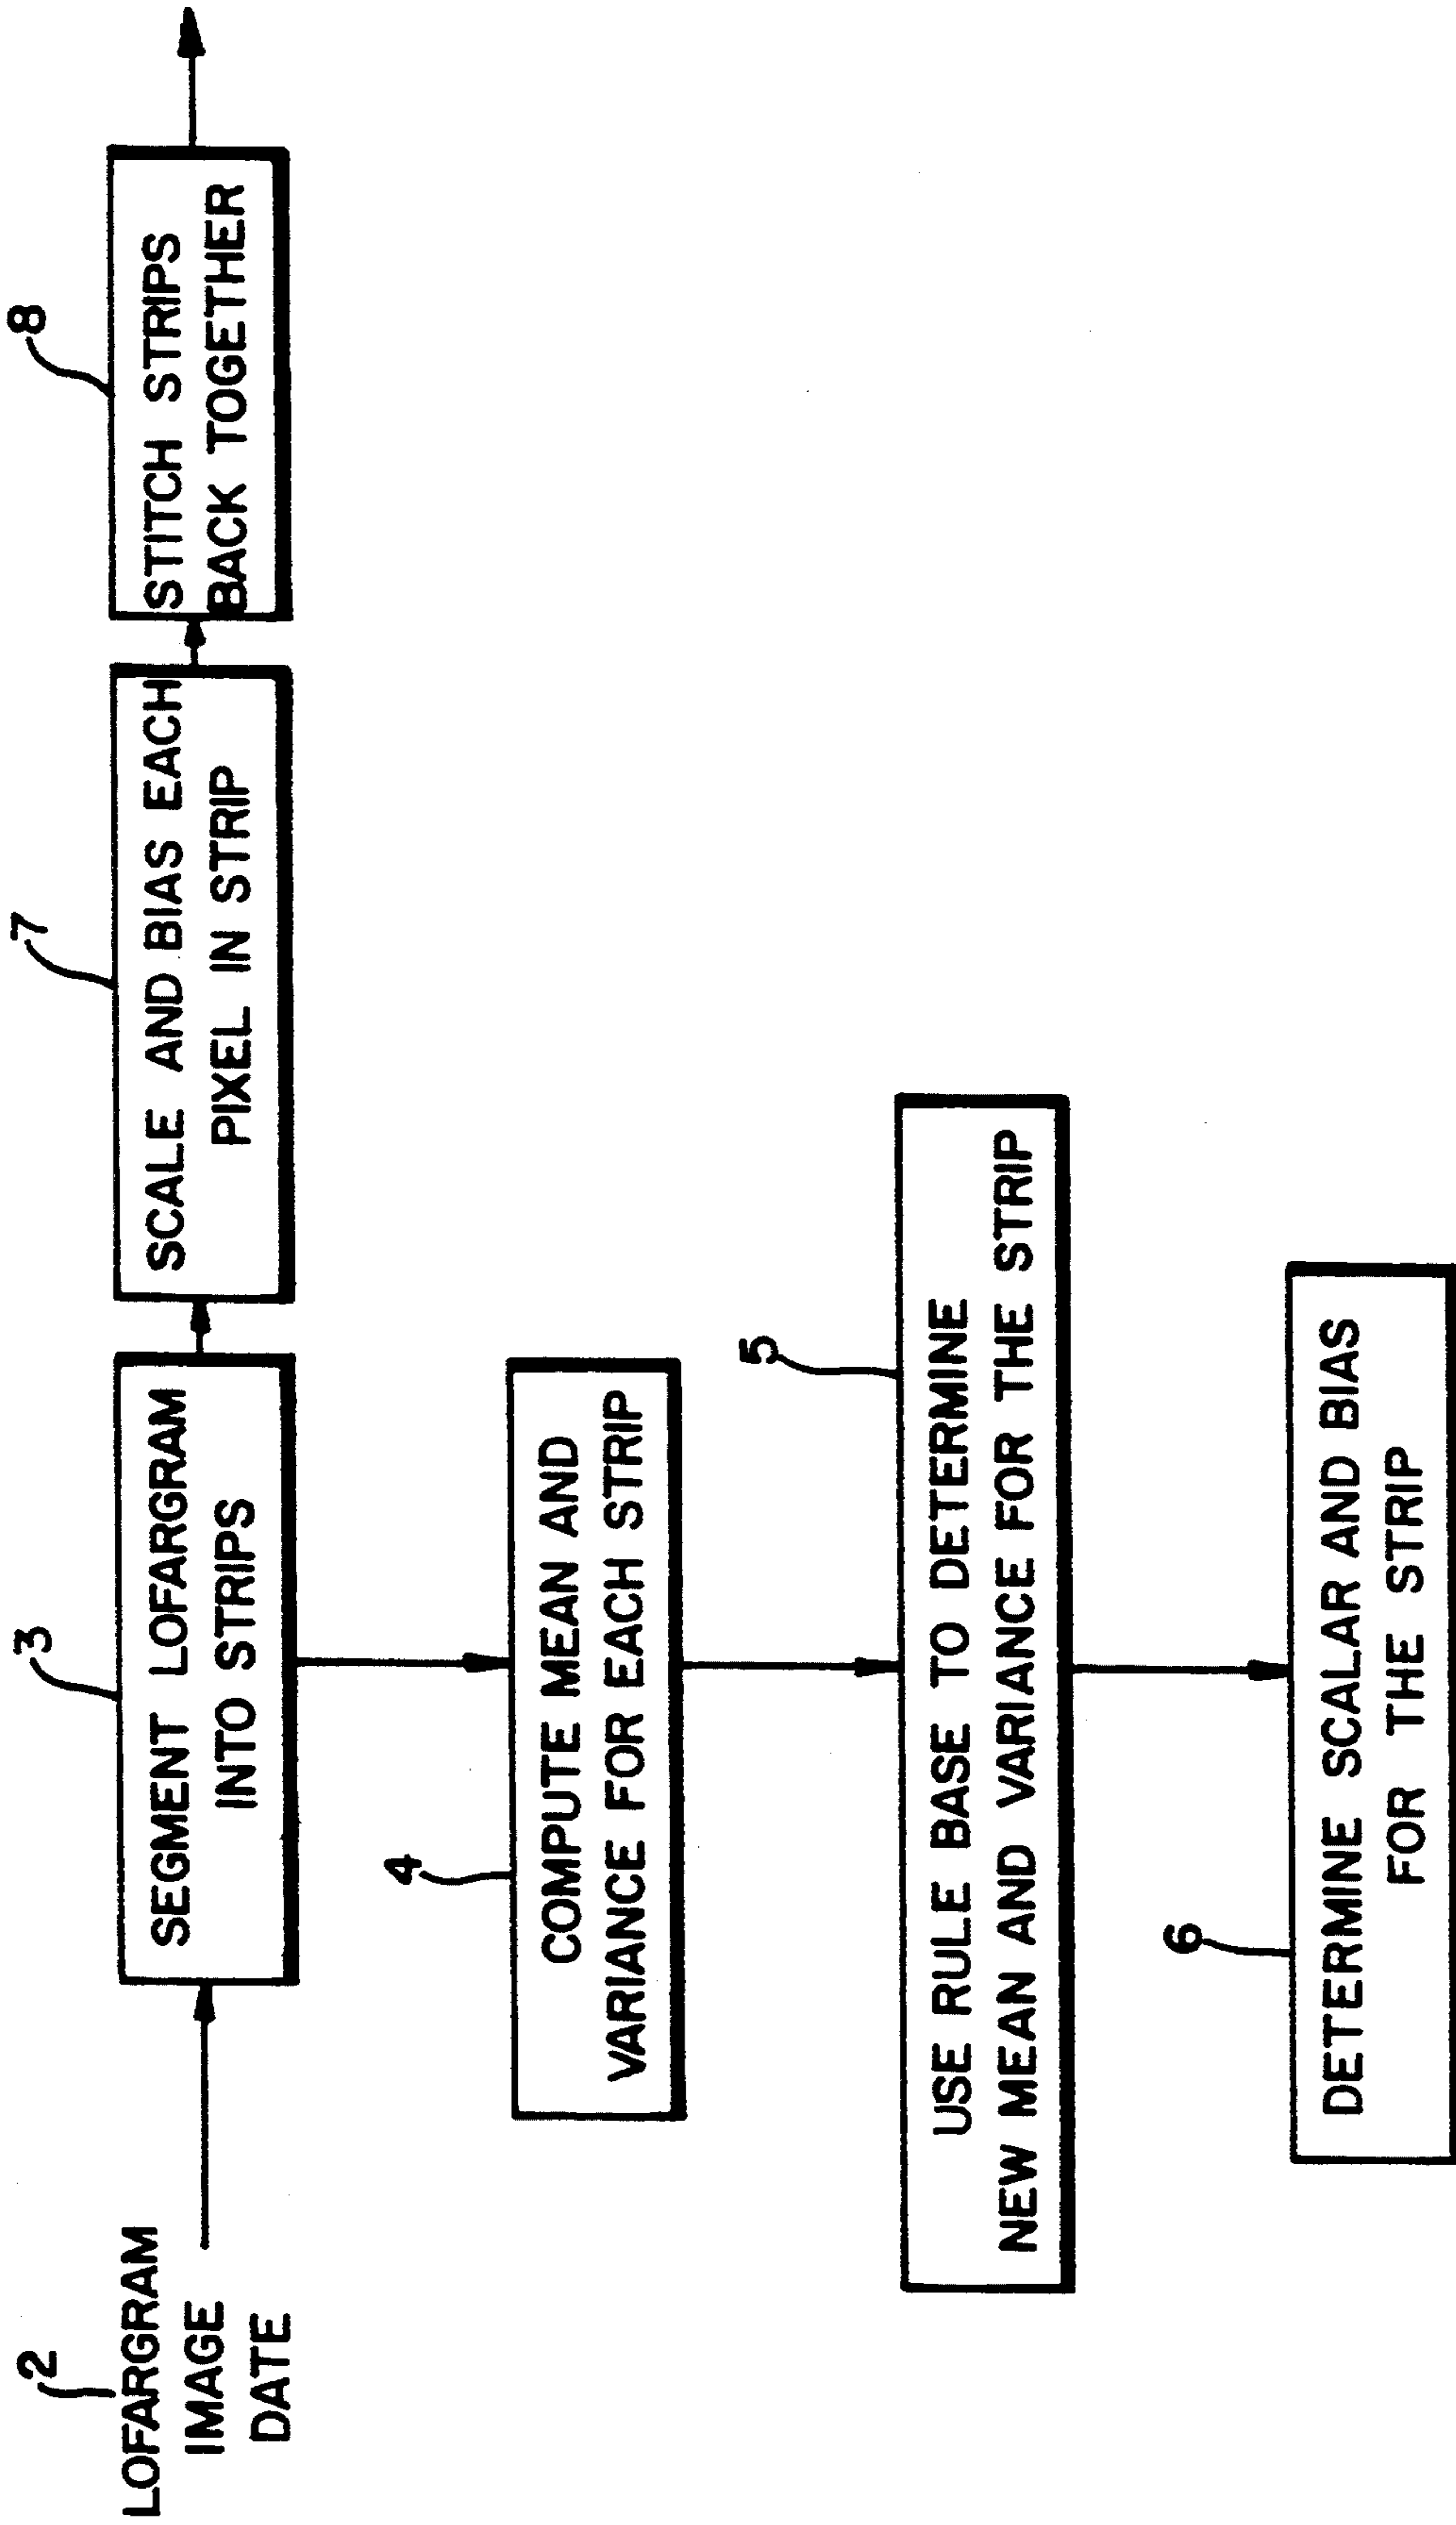 2
LOFARGRAM
IMAGE
DATE
3
SEGMENT LOFARGRAM
INTO STRIPS
7
SCALE AND BIAS EACH
PIXEL IN STRIP
8
STITCH STRIPS
BACK TOGETHER
4
COMPUTE MEAN AND
VARIANCE FOR EACH STRIP
5
USE RULE BASE TO DETERMINE
NEW MEAN AND VARIANCE FOR THE STRIP
6
DETERMINE SCALAR AND BIAS
FOR THE STRIP